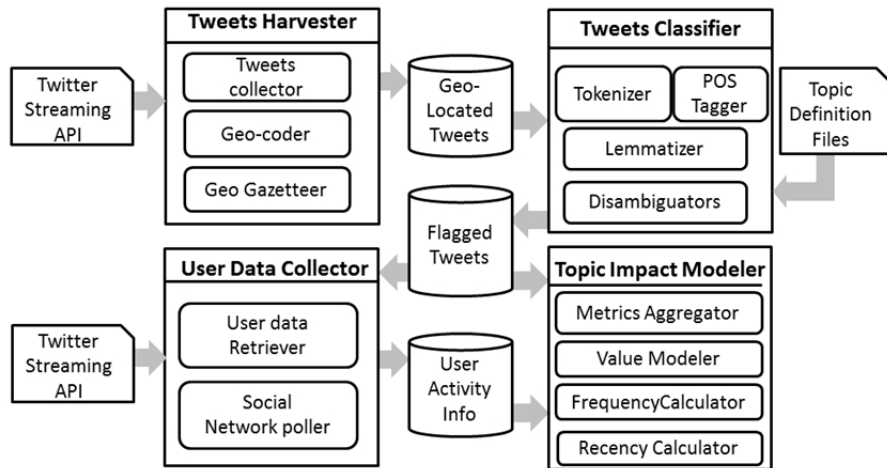 Tweets Harvester
Twitter
Streaming
API
Tweets
collector
Geo-coder
Geo Gazetteer
Geo-
Located
Tweets
Tweets Classifier
Tokenizer
POS
Tagger
Lemmatizer
Disambiguators
Topic
Definition
Files
Flagged
Tweets
User Data Collector
Twitter
Streaming
API
User data
Retriever
Social
Network poller
User
Activity
Info
Topic Impact Modeler
Metrics Aggregator
Value Modeler
FrequencyCalculator
Recency Calculator